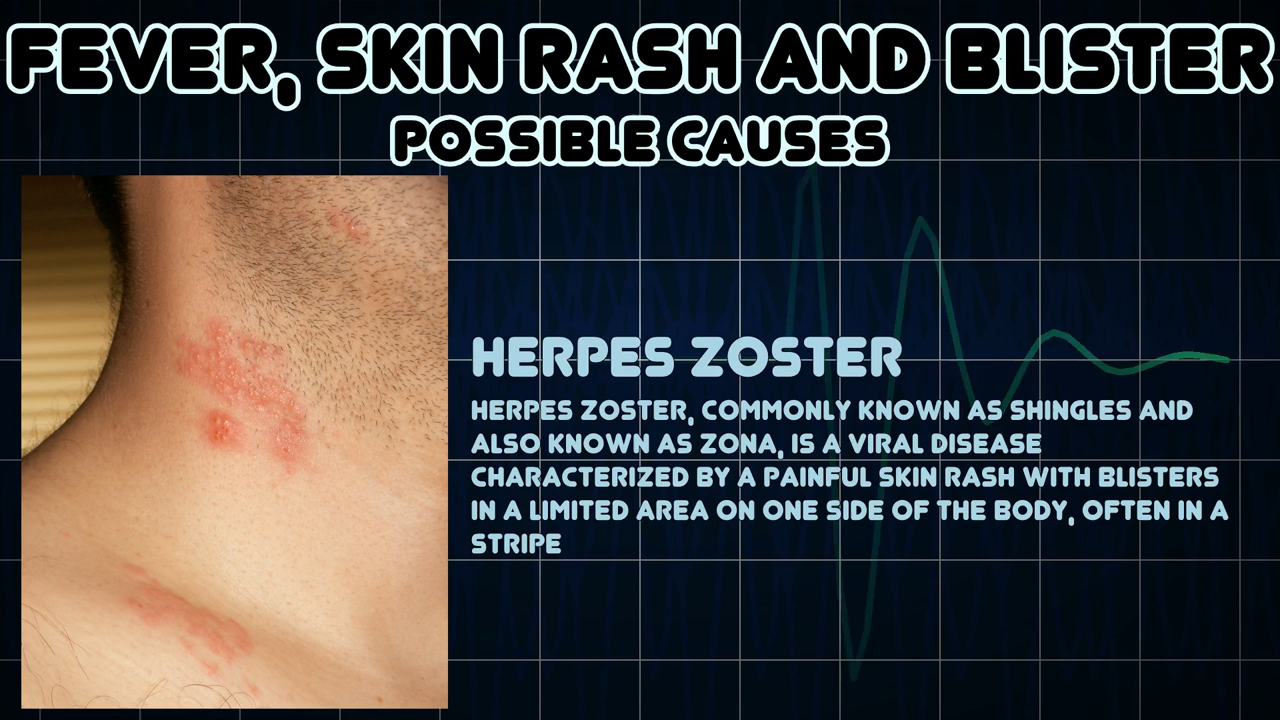 FEVER, SKIN RASH AND BLISTER
POSSIBLE CAUSES
HERPES ZOSTER
HERPES ZOSTER, COMMONLY KNOWN AS SHINGLES AND
ALSO KNOWN AS ZONA, IS A VIRAL DISEASE
CHARACTERIZED BY A PAINFUL SKIN RASH WITH BLISTERS
IN A LIMITED AREA ON ONE SIDE OF THE BODY, OFTEN IN A
STRIPE